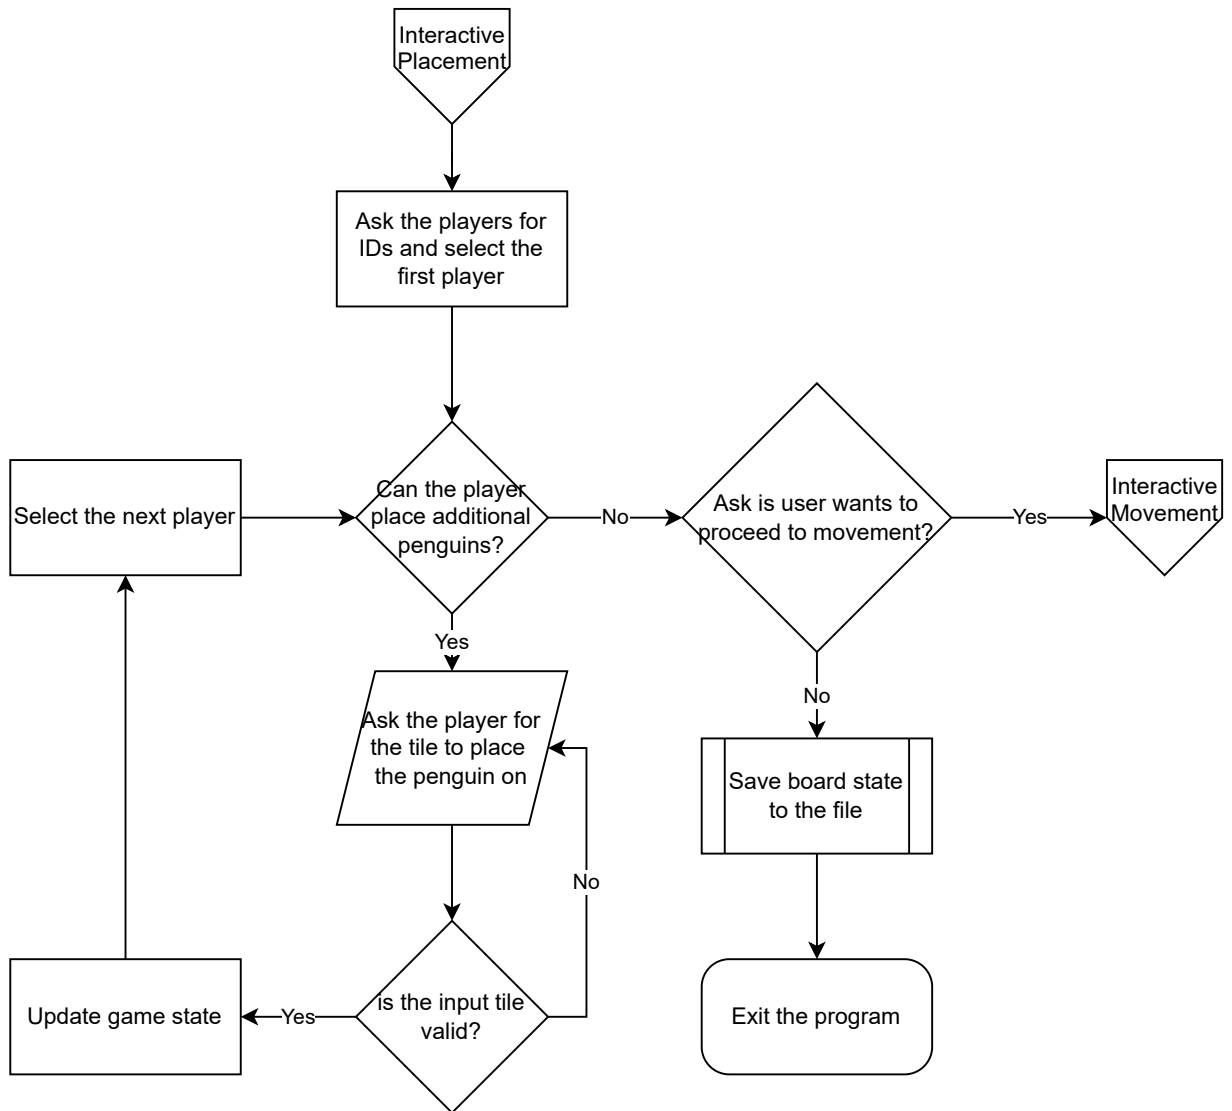 Interactive
Placement
Ask the players for
IDs and select the
first player
Select the next player
Can the player
place additional
penguins?
No
Ask is user wants to
proceed to movement?
Yes
Interactive
Movement
Yes
No
Ask the player for
the tile to place
the penguin on
Save board state
to the file
No
Update game state
Yes
is the input tile
valid?
Exit the program